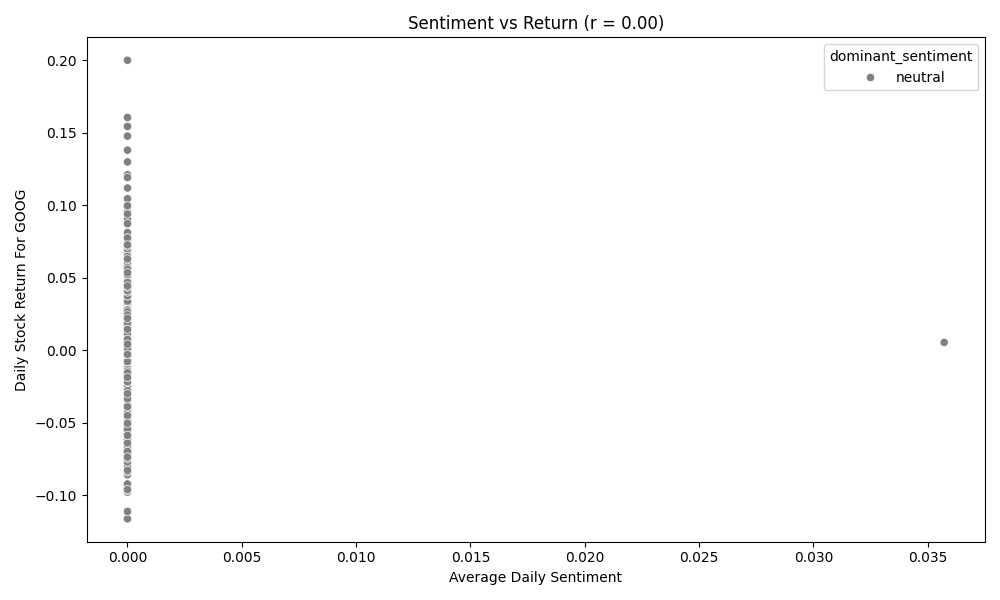 Sentiment vs Return (r = 0.00)
dominant_sentiment
neutral
Daily Stock Return For GOOG
0.20
0.15
0.10
0.05
0.00
−0.05
−0.10
0.000 0.005 0.010 0.015 0.020 0.025 0.030 0.035
Average Daily Sentiment